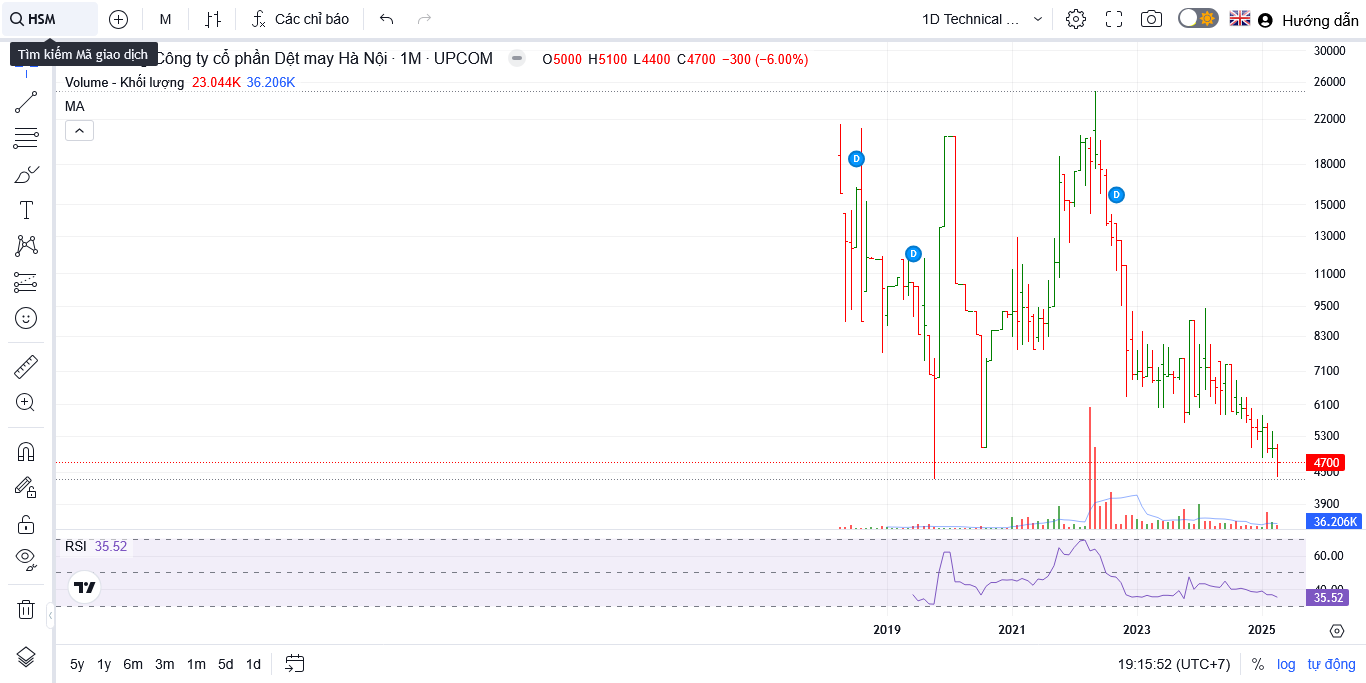 HSM M Các chỉ báo 1D Technical ... Hướng dẫn
Tìm kiếm Mã giao dịch
Công ty cổ phần Dệt may Hà Nội · 1M · UPCOM O5000 H5100 L4400 C4700 −300 (−6.00%)
Volume - Khối lượng 23.044K 36.206K
MA
D
D
D
30000
26000
22000
18000
15000
13000
11000
9500
8300
7100
6100
5300
4700
4500
3900
36.206K
RSI 35.52
60.00
40.00
35.52
2019 2021 2023 2025
5y 1y 6m 3m 1m 5d 1d 19:15:52 (UTC+7) % log tự động